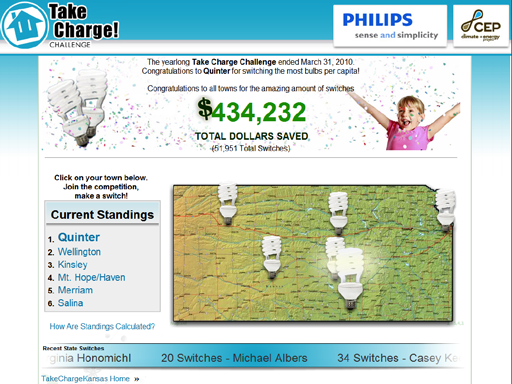 Take
Charge!
CHALLENGE
PHILIPS
sense and simplicity
CEP
climate + energy
The yearlong Take Charge Challenge ended March 31, 2010.
Congratulations to Quinter for switching the most bulbs per capita!
Congratulations to all towns for the amazing amount of switches
$434,232
TOTAL DOLLARS SAVED.
(51,951 Total Switches)
Click on your town below.
Join the competition,
make a switch!
Current Standings
1. Quinter
2. Wellington
3. Kinsley
4. Mt. Hope/Haven
5. Merriam
6. Salina
How Are Standings Calculated?
Recent State Switches
ginia Honomichl 20 Switches - Michael Albers 34 Switches - Casey Ke
TakeChargeKansas Home »